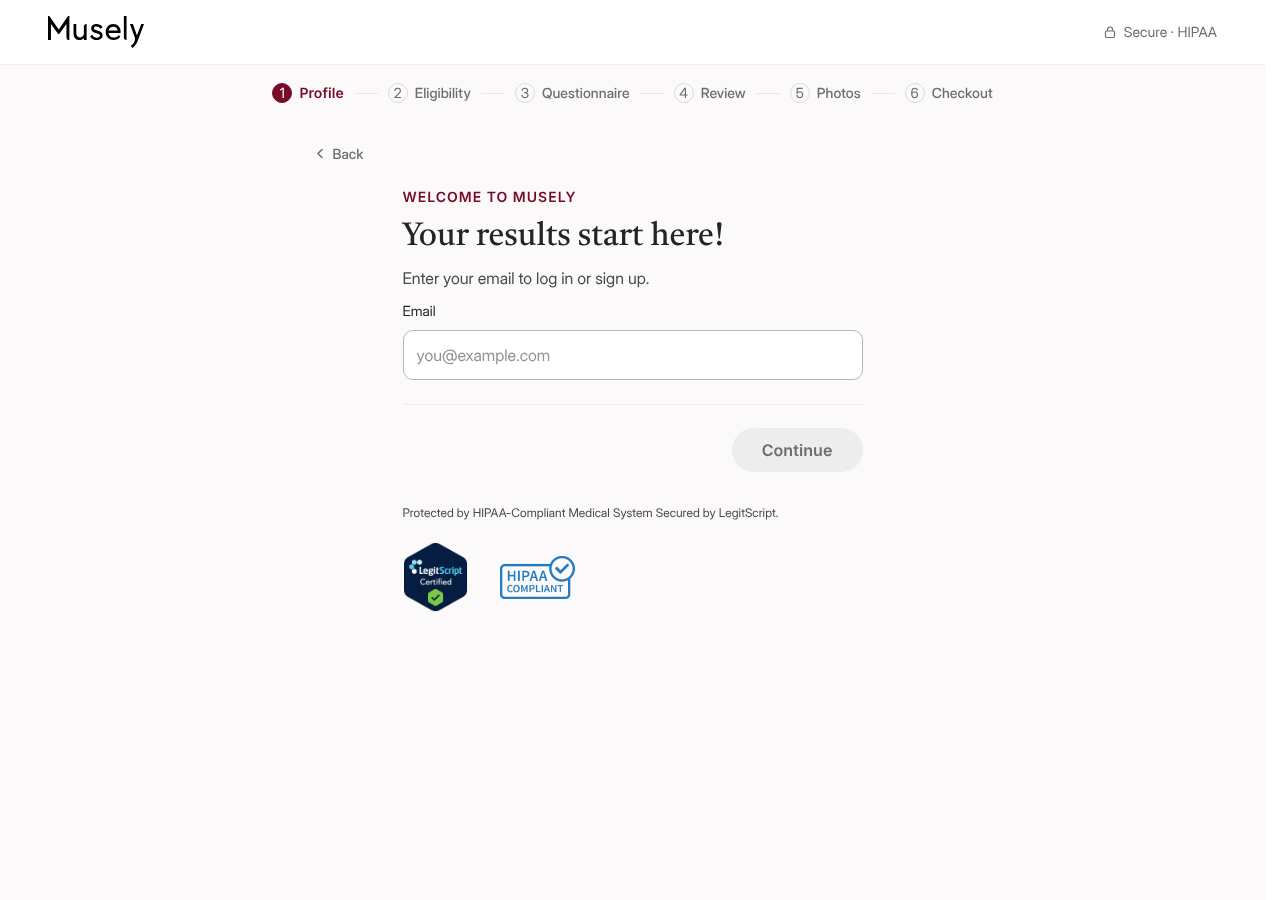 Musely
Secure · HIPAA
1 Profile 2 Eligibility 3 Questionnaire 4 Review 5 Photos 6 Checkout
Back
WELCOME TO MUSELY
Your results start here!
Enter your email to log in or sign up.
Email
you@example.com
Continue
Protected by HIPAA-Compliant Medical System Secured by LegitScript.
LegitScript
Certified
HIPAA
COMPLIANT